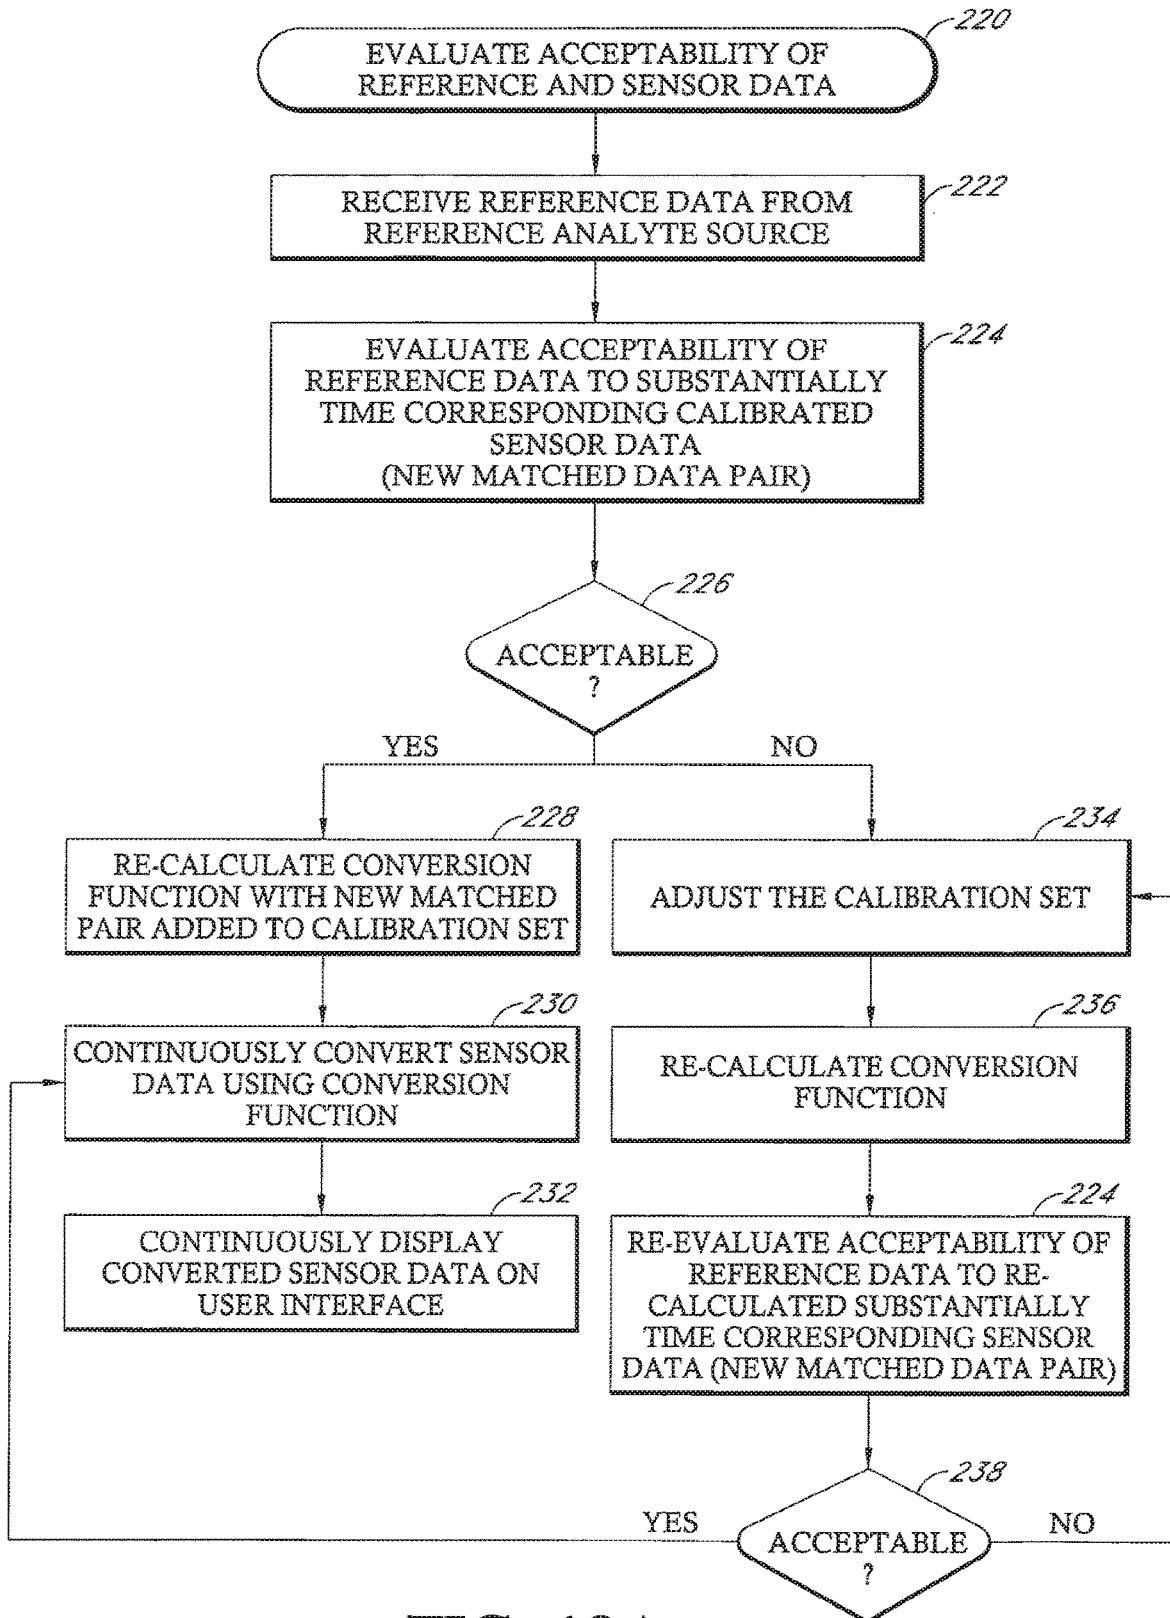 220
EVALUATE ACCEPTABILITY OF
REFERENCE AND SENSOR DATA
222
RECEIVE REFERENCE DATA FROM
REFERENCE ANALYTE SOURCE
224
EVALUATE ACCEPTABILITY OF
REFERENCE DATA TO SUBSTANTIALLY
TIME CORRESPONDING CALIBRATED
SENSOR DATA
(NEW MATCHED DATA PAIR)
226
ACCEPTABLE
?
YES
NO
228
RE-CALCULATE CONVERSION
FUNCTION WITH NEW MATCHED
PAIR ADDED TO CALIBRATION SET
234
ADJUST THE CALIBRATION SET
230
CONTINUOUSLY CONVERT SENSOR
DATA USING CONVERSION
FUNCTION
236
RE-CALCULATE CONVERSION
FUNCTION
232
CONTINUOUSLY DISPLAY
CONVERTED SENSOR DATA ON
USER INTERFACE
224
RE-EVALUATE ACCEPTABILITY OF
REFERENCE DATA TO RE-
CALCULATED SUBSTANTIALLY
TIME CORRESPONDING SENSOR
DATA (NEW MATCHED DATA PAIR)
238
YES
ACCEPTABLE
?
NO